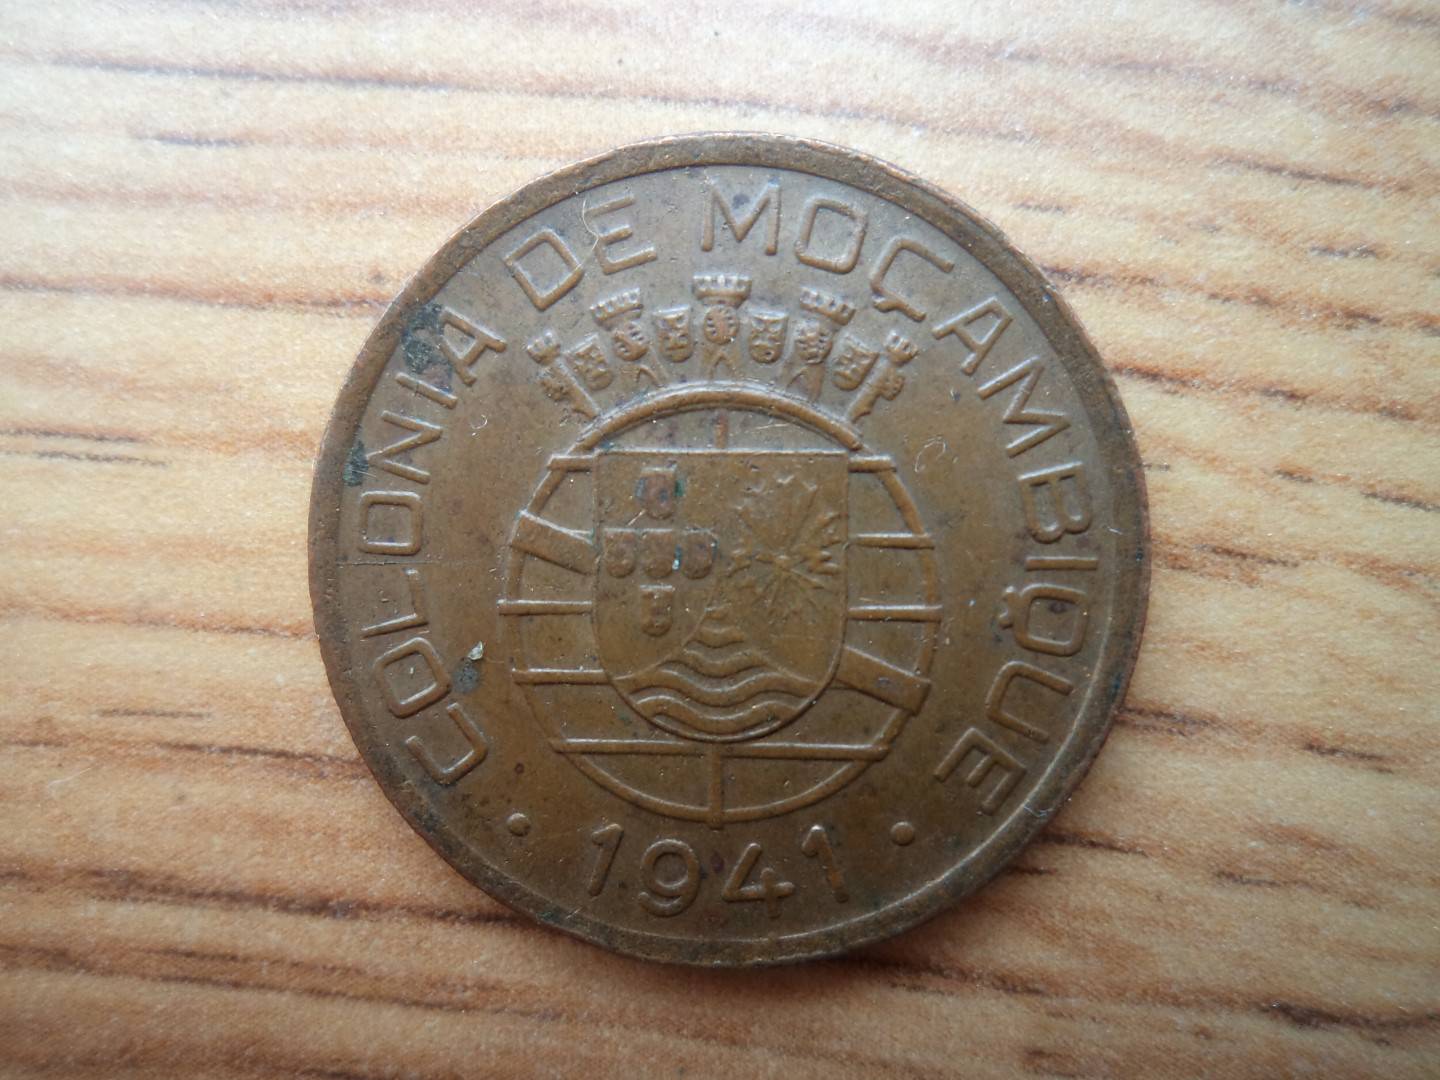 COLONIA DE MOÇAMBIQUE
· 1941 ·